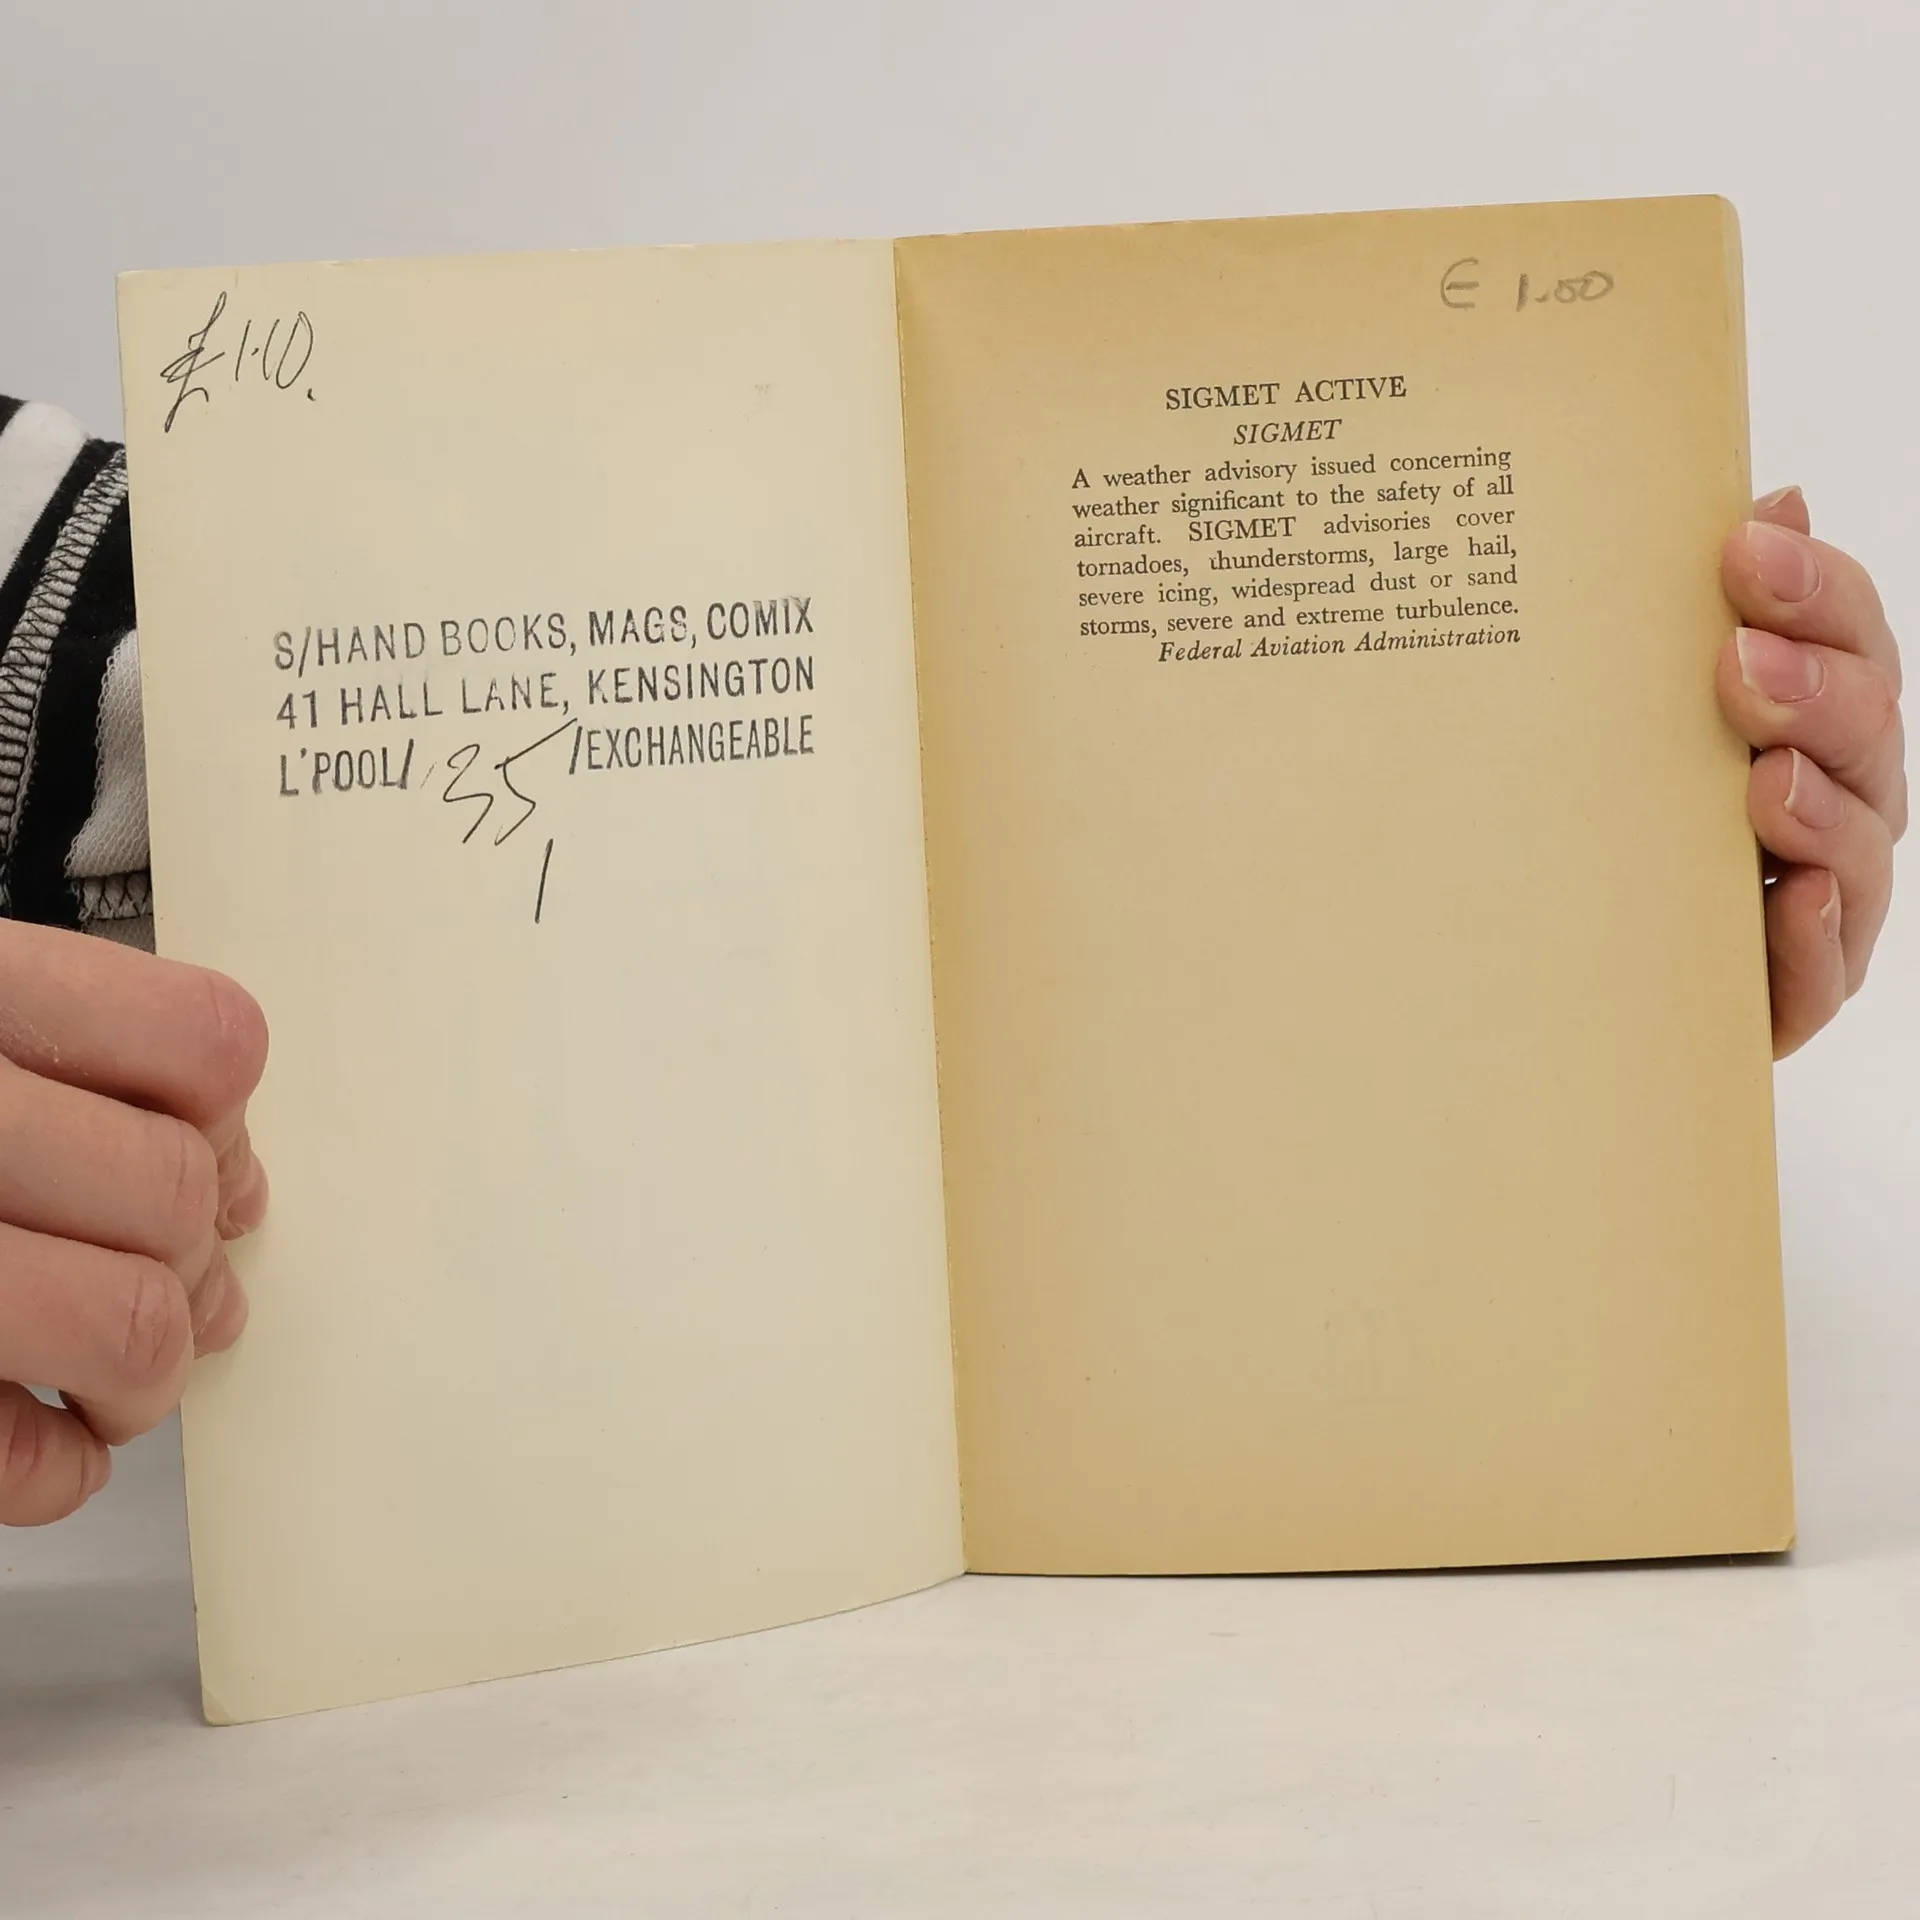 £1·10.
S/HAND BOOKS, MAGS, COMIX
41 HALL LANE, KENSINGTON
L'POOL/ 35 /EXCHANGEABLE
€ 1.50
SIGMET ACTIVE
SIGMET
A weather advisory issued concerning
weather significant to the safety of all
aircraft. SIGMET advisories cover
tornadoes, thunderstorms, large hail,
severe icing, widespread dust or sand
storms, severe and extreme turbulence.
Federal Aviation Administration